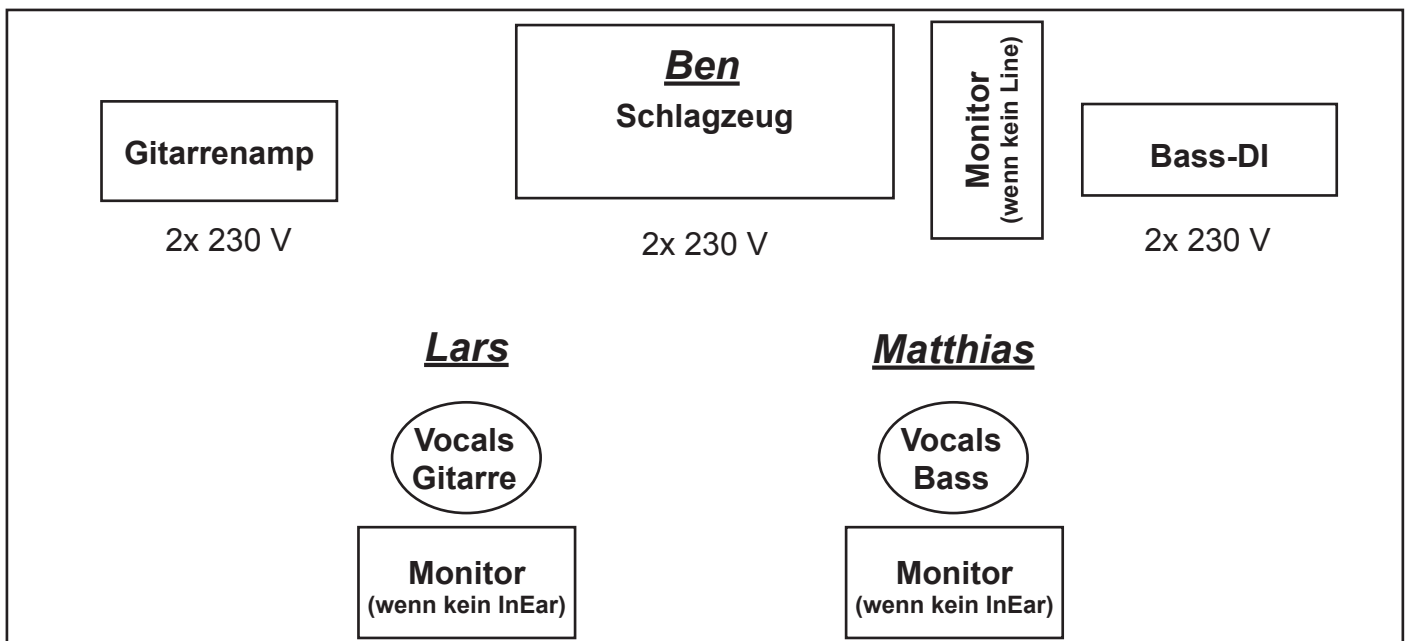 Ben
Schlagzeug
Monitor
(wenn kein Line)
Gitarrenamp
Bass-DI
2x 230 V
2x 230 V
2x 230 V
Lars
Matthias
Vocals
Gitarre
Vocals
Bass
Monitor
(wenn kein InEar)
Monitor
(wenn kein InEar)